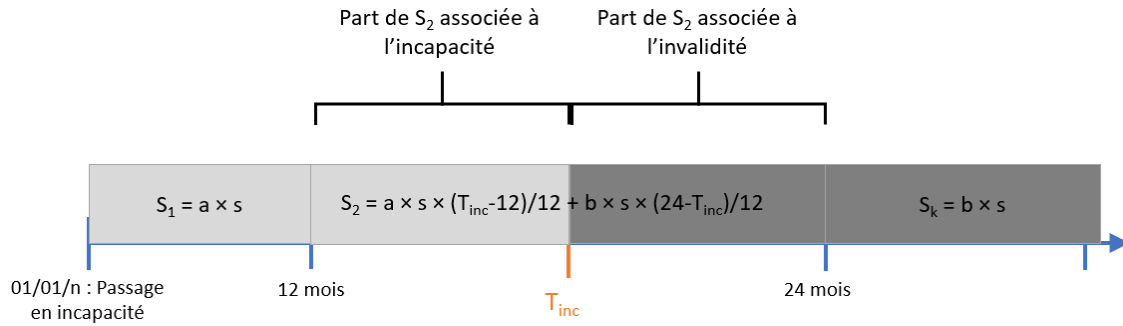 Part de S₂ associée à
l’incapacité
Part de S₂ associée à
l’invalidité
S₁ = a × s
S₂ = a × s × (Tinc-12)/12 + b × s × (24-Tinc)/12
Sₖ = b × s
01/01/n : Passage
en incapacité
12 mois
Tinc
24 mois